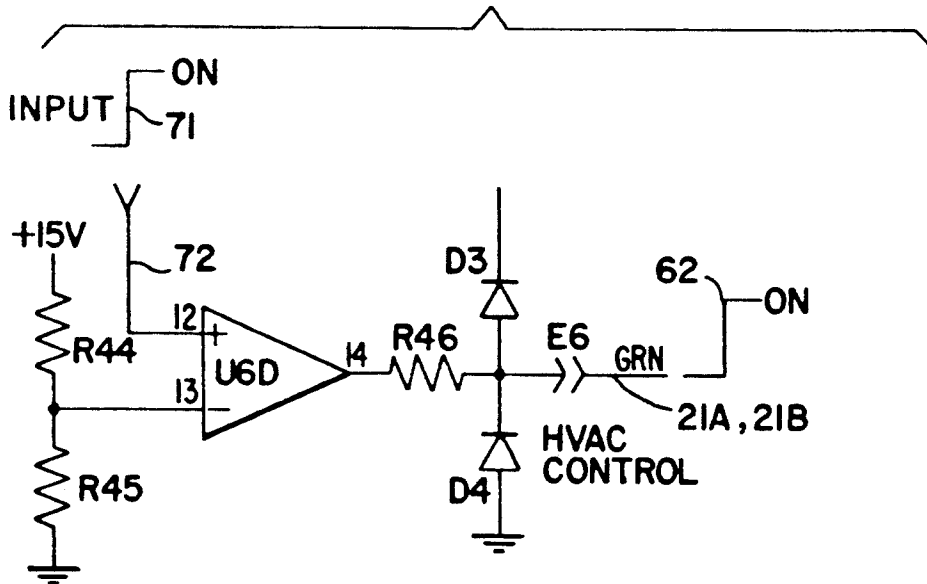 ON
INPUT
71
+15V
72
D3
62
ON
12
+
R44
U6D
14
R46
E6
GRN
13
−
21A, 21B
R45
D4
HVAC
CONTROL